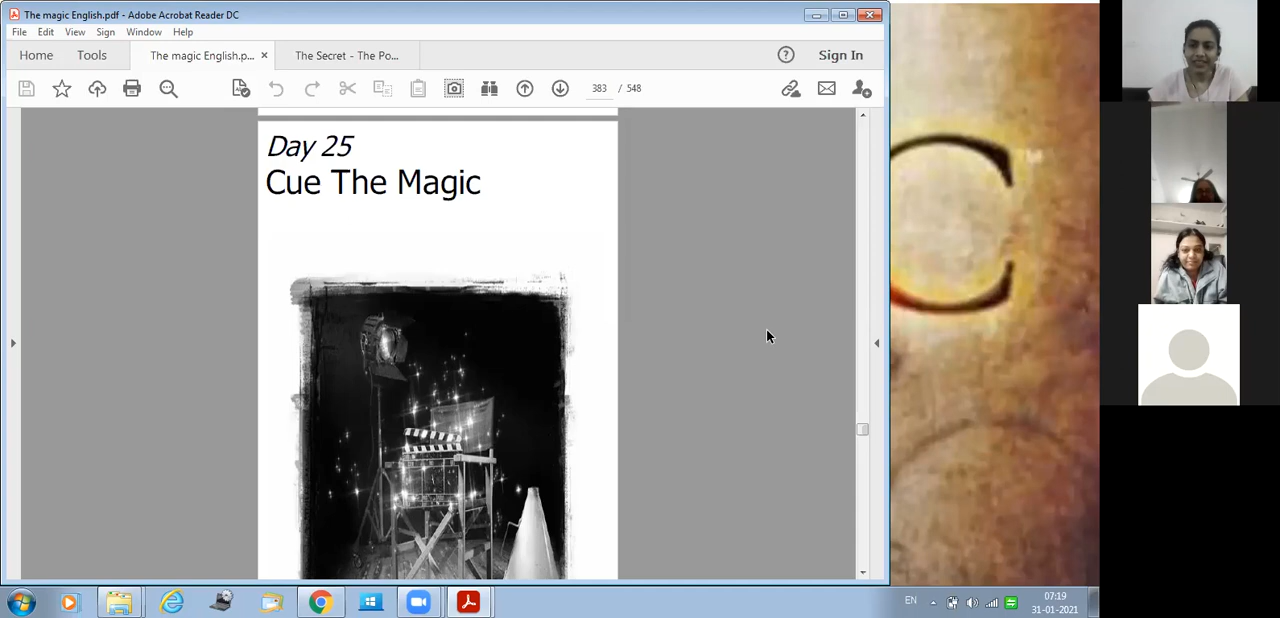 The magic English.pdf - Adobe Acrobat Reader DC
File Edit View Sign Window Help
Home Tools The magic English.p... × The Secret - The Po... Sign In
383 / 548
Day 25
Cue The Magic
C
EN 07:19
31-01-2021